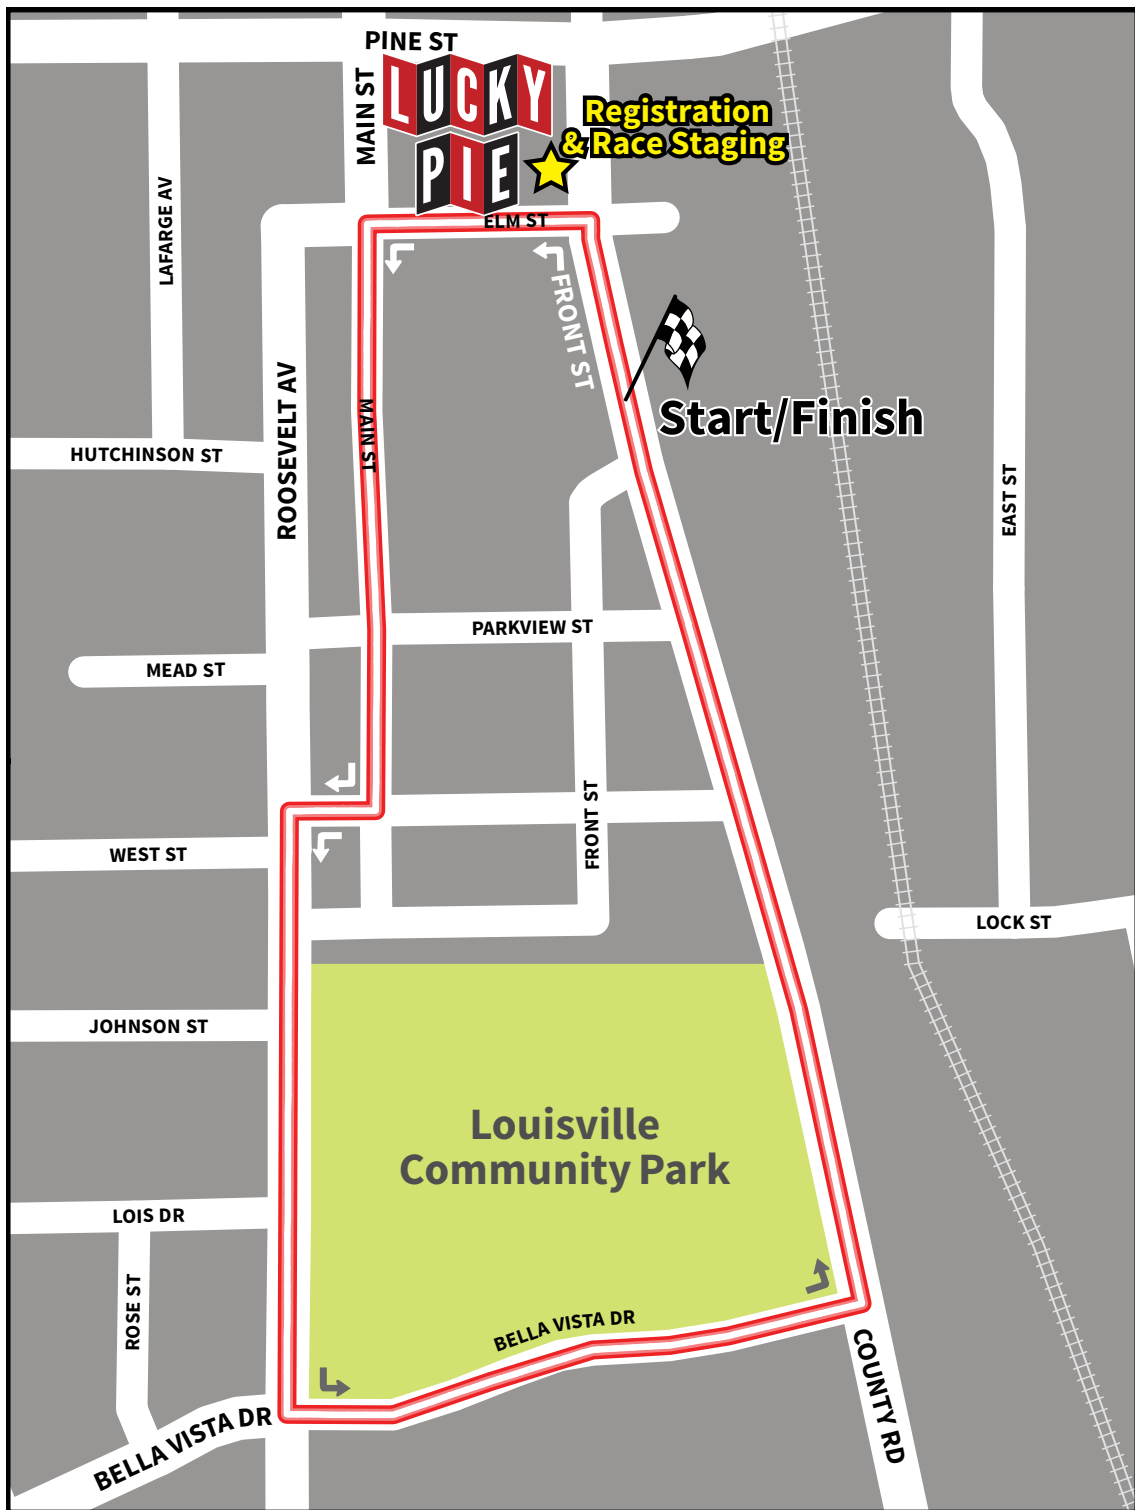 PINE ST
MAIN ST
LUCKY
PIE
Registration
& Race Staging
LAFARGE AV
ELM ST
FRONT ST
Start/Finish
ROOSEVELT AV
MAIN ST
HUTCHINSON ST
EAST ST
PARKVIEW ST
MEAD ST
FRONT ST
WEST ST
LOCK ST
JOHNSON ST
Louisville
Community Park
LOIS DR
ROSE ST
BELLA VISTA DR
COUNTY RD
BELLA VISTA DR